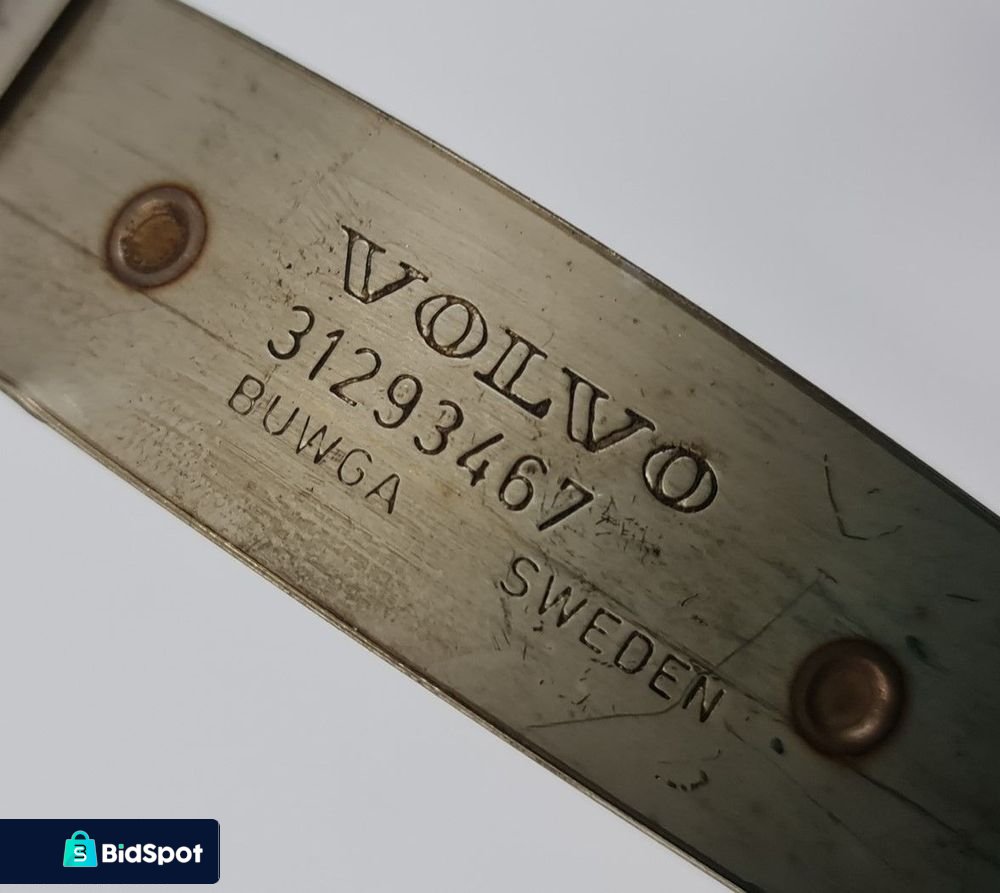 VOLVO
31293467
BUWGA
SWEDEN
BidSpot